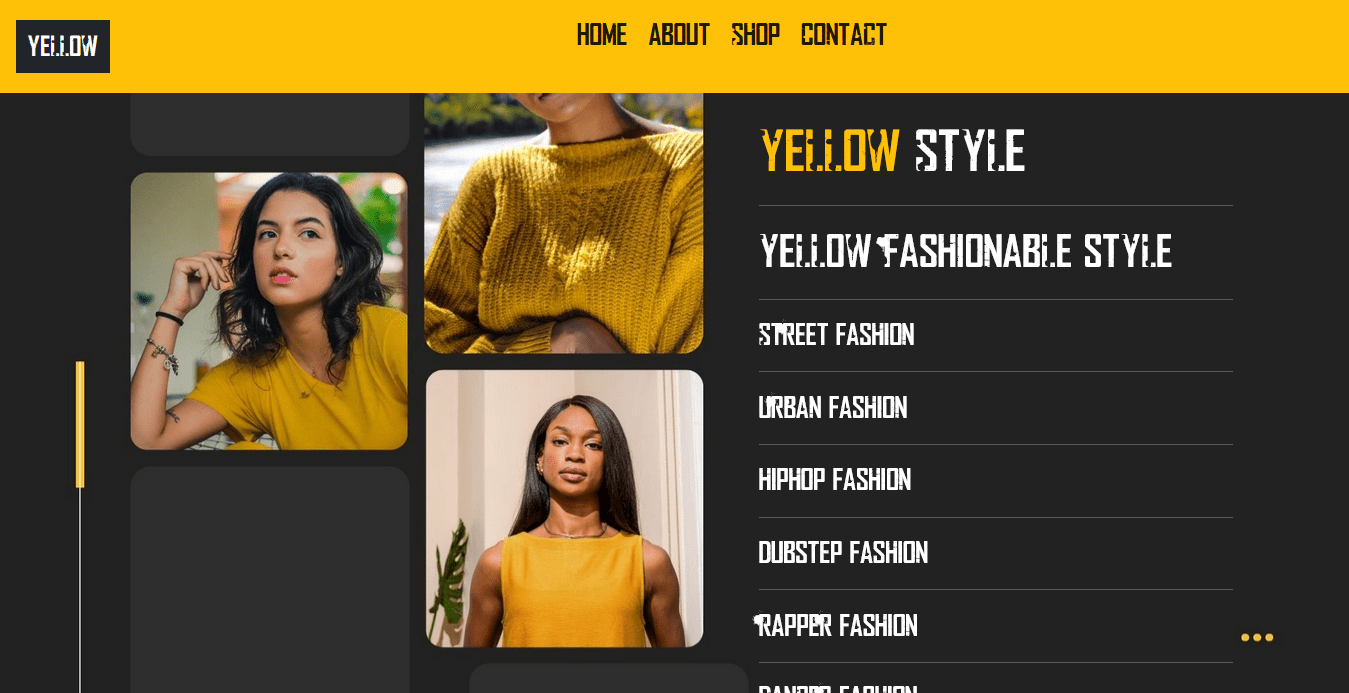 YELLOW
HOME ABOUT SHOP CONTACT
YELLOW STYLE
YELLOW FASHIONABLE STYLE
STREET FASHION
URBAN FASHION
HIPHOP FASHION
DUBSTEP FASHION
RAPPER FASHION
FASHION